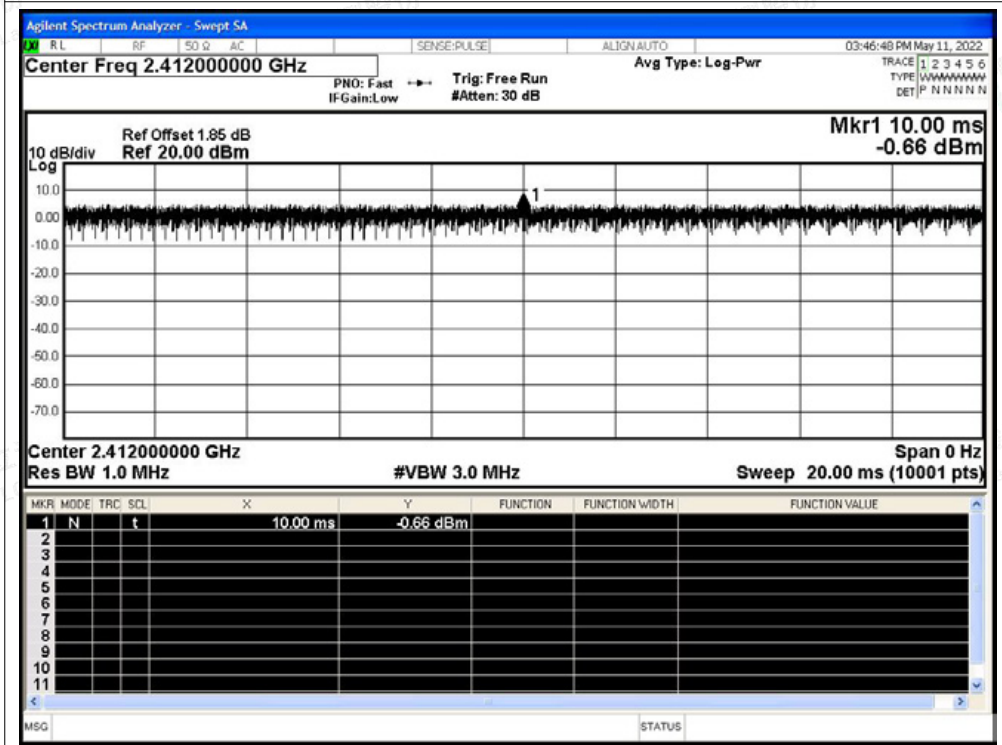 Agilent Spectrum Analyzer - Swept SA
RL RF 50 Ω AC SENSE:PULSE ALIGN AUTO 03:46:48 PM May 11, 2022
Center Freq 2.412000000 GHz Avg Type: Log-Pwr TRACE 1 2 3 4 5 6
PNO: Fast Trig: Free Run TYPE WWWWWW
IFGain:Low #Atten: 30 dB DET P N N N N N
Mkr1 10.00 ms
Ref Offset 1.85 dB
10 dB/div Ref 20.00 dBm -0.66 dBm
Log
10.0
1
0.00
-10.0
-20.0
-30.0
-40.0
-50.0
-60.0
-70.0
Center 2.412000000 GHz Span 0 Hz
Res BW 1.0 MHz #VBW 3.0 MHz Sweep 20.00 ms (10001 pts)
MKR MODE TRC SCL X Y FUNCTION FUNCTION WIDTH FUNCTION VALUE
1 N t 10.00 ms -0.66 dBm
2
3
4
5
6
7
8
9
10
11
MSG STATUS